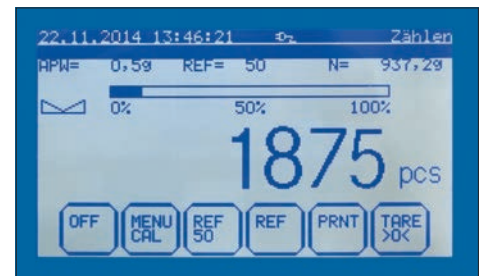 22.11.2014 13:46:21 Zählen
APW= 0,5g REF= 50 N= 937,2g
0% 50% 100%
1875 pcs
OFF MENU CAL REF 50 REF PRNT TARE >0<